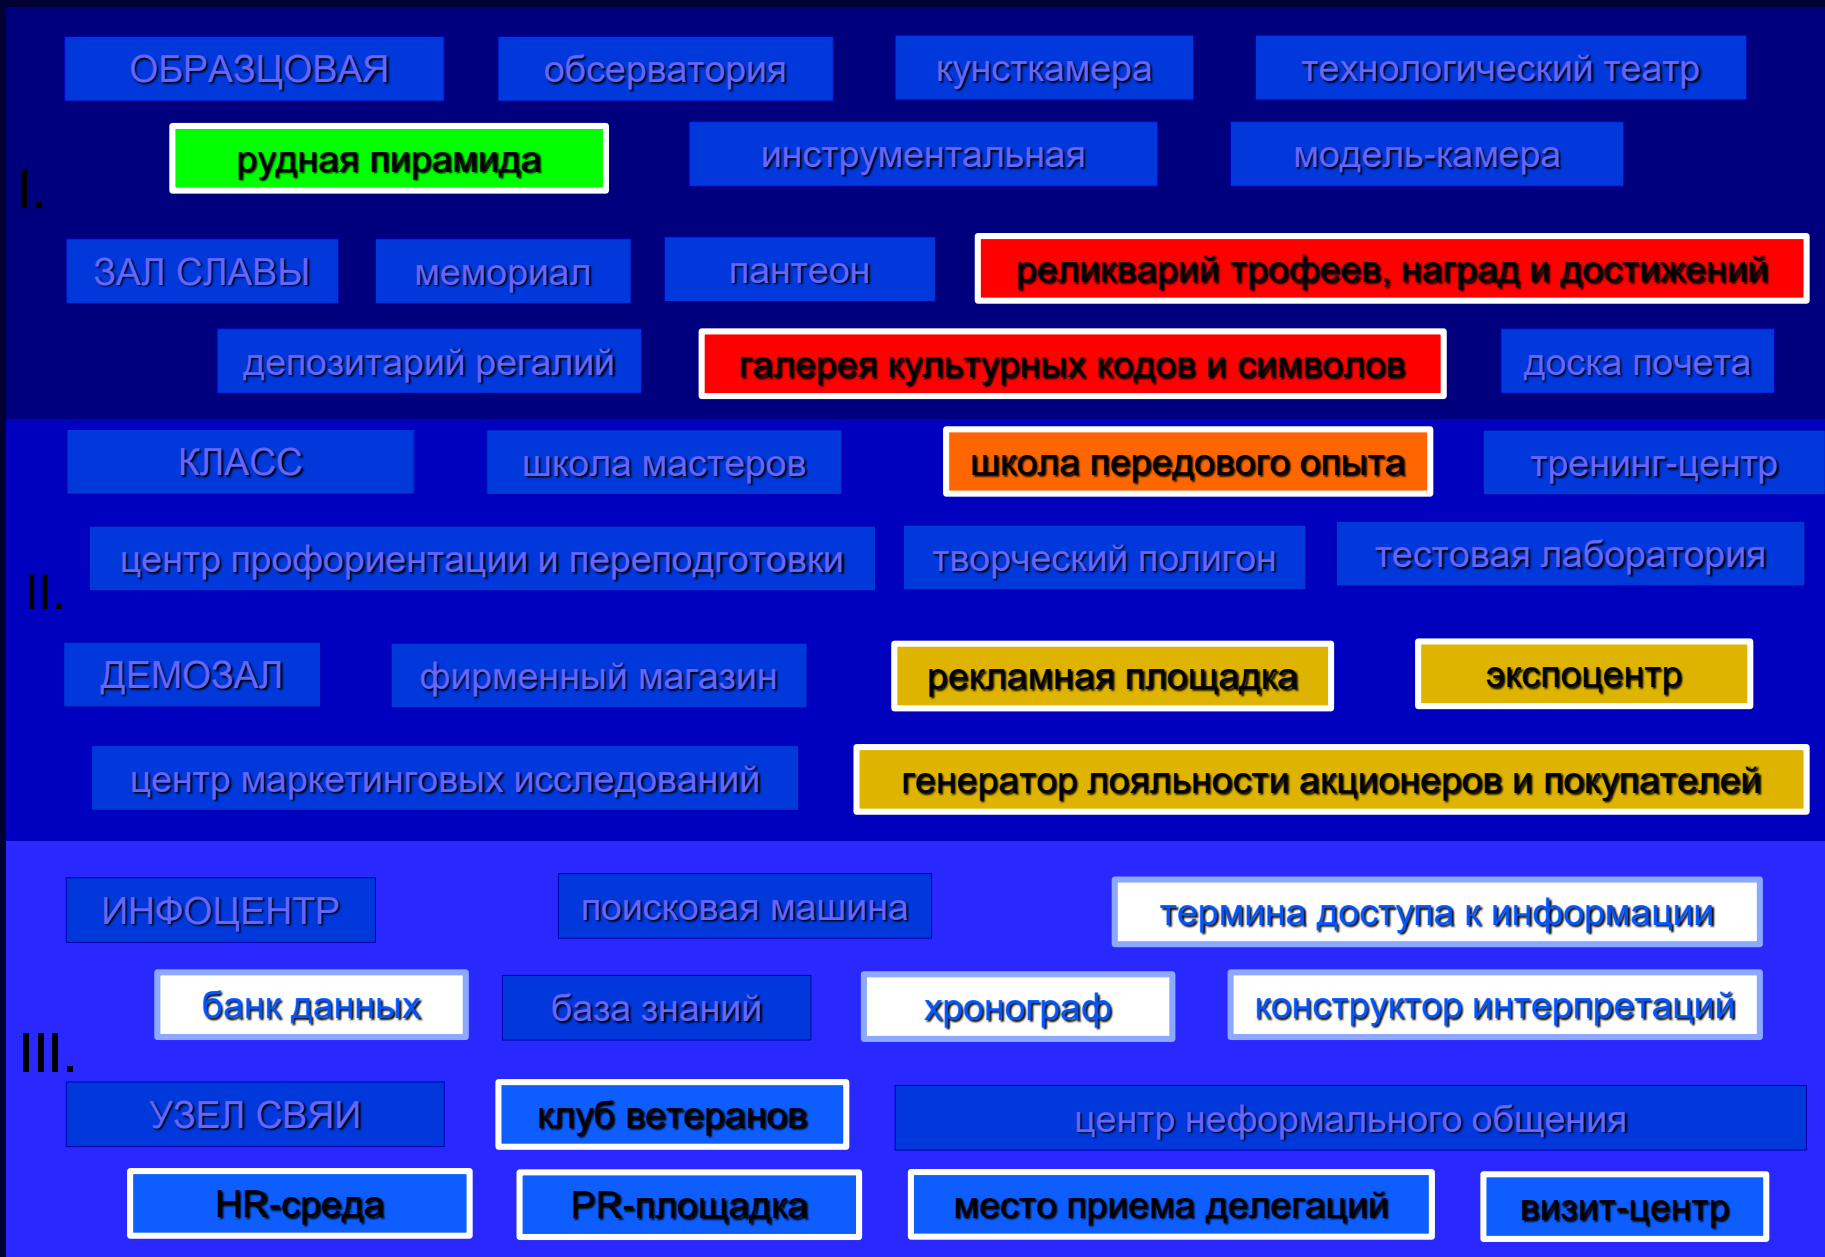 ОБРАЗЦОВАЯ обсерватория кунсткамера технологический театр
рудная пирамида инструментальная модель-камера
I.
ЗАЛ СЛАВЫ мемориал пантеон реликварий трофеев, наград и достижений
депозитарий регалий галерея культурных кодов и символов доска почета
КЛАСС школа мастеров школа передового опыта тренинг-центр
центр профориентации и переподготовки творческий полигон тестовая лаборатория
II.
ДЕМОЗАЛ фирменный магазин рекламная площадка экспоцентр
центр маркетинговых исследований генератор лояльности акционеров и покупателей
ИНФОЦЕНТР поисковая машина термина доступа к информации
банк данных база знаний хронограф конструктор интерпретаций
III.
УЗЕЛ СВЯИ клуб ветеранов центр неформального общения
HR-среда PR-площадка место приема делегаций визит-центр